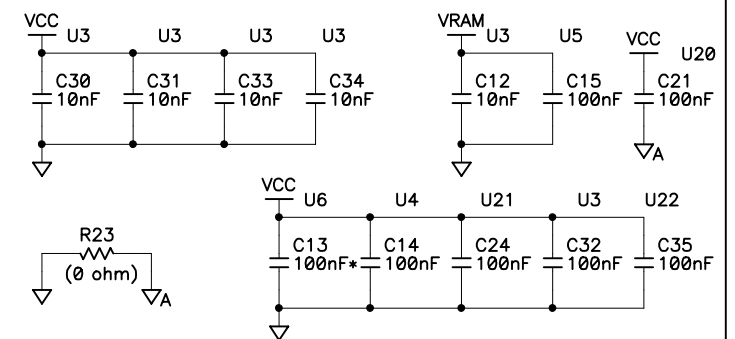 VCC U3 U3 U3 U3
C30 C31 C33 C34
10nF 10nF 10nF 10nF
VRAM U3 U5
C12 C15
10nF 100nF
VCC U20
C21
100nF
A
R23
(0 ohm)
A
VCC U6 U4 U21 U3 U22
C13 C14 C24 C32 C35
100nF* 100nF 100nF 100nF 100nF